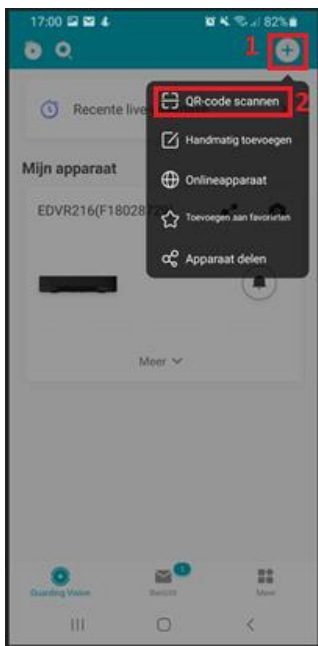 17:00 82%
1
QR-code scannen 2
Recente live
Handmatig toevoegen
Mijn apparaat
Onlineapparaat
EDVR216(F18028
Toevoegen aan favorieten
Apparaat delen
Meer
1
Guarding Vision Bericht Meer